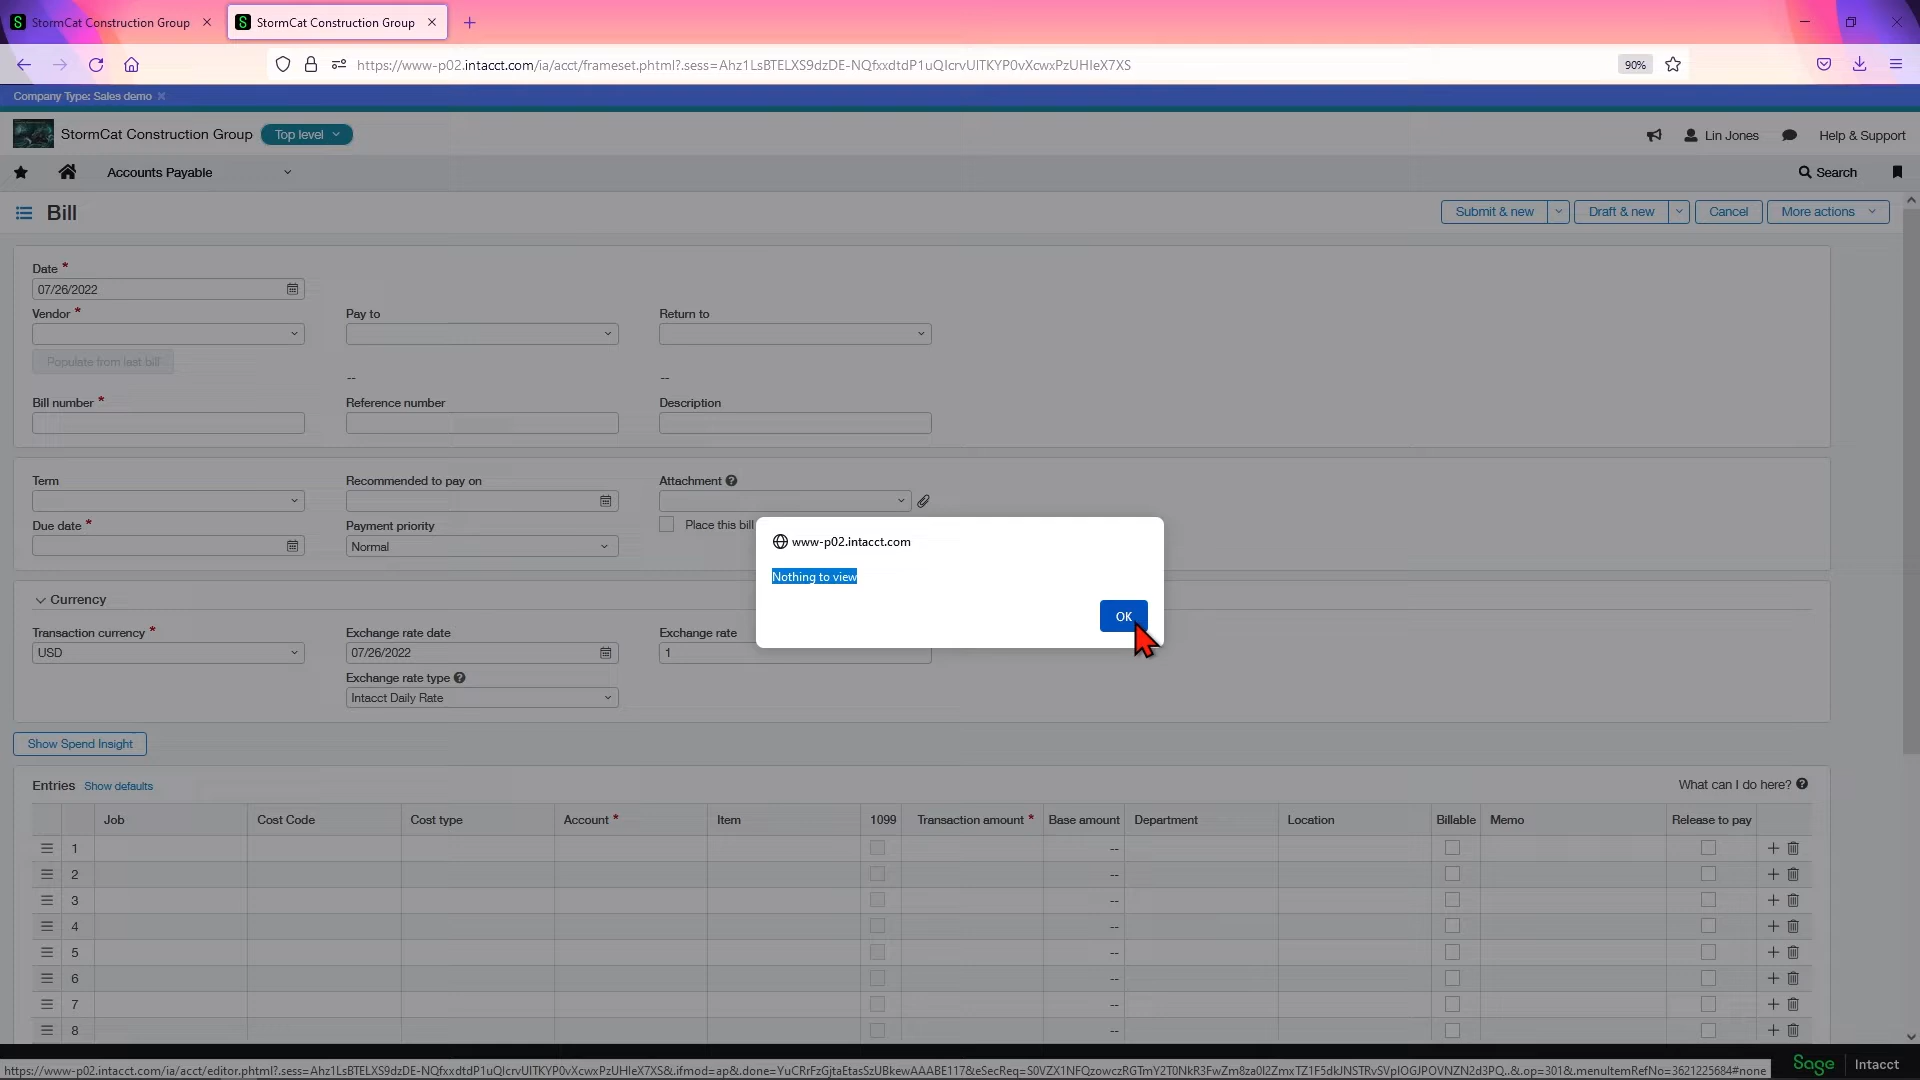 StormCat Construction Group
StormCat Construction Group
https://www-p02.intacct.com/ia/acct/frameset.phtml?.sess=Ahz1LsBTELXS9dzDE-NQfxxdtdP1uQIcrvUITKYP0vXcwxPzUHIeX7XS
90%
Company Type: Sales demo
StormCat Construction Group
Top level
Lin Jones
Help & Support
Accounts Payable
Search
Bill
Submit & new
Draft & new
Cancel
More actions
Date *
07/26/2022
Vendor *
Pay to
Return to
Populate from last bill
--
--
Bill number *
Reference number
Description
Term
Recommended to pay on
Attachment
Due date *
Payment priority
Place this bill
Normal
www-p02.intacct.com
Nothing to view
OK
Currency
Transaction currency *
Exchange rate date
Exchange rate
USD
07/26/2022
1
Exchange rate type
Intacct Daily Rate
Show Spend Insight
Entries Show defaults
What can I do here?
Job Cost Code Cost type Account * Item 1099 Transaction amount * Base amount Department Location Billable Memo Release to pay
1 --
2 --
3 --
4 --
5 --
6 --
7 --
8 --
Sage Intacct